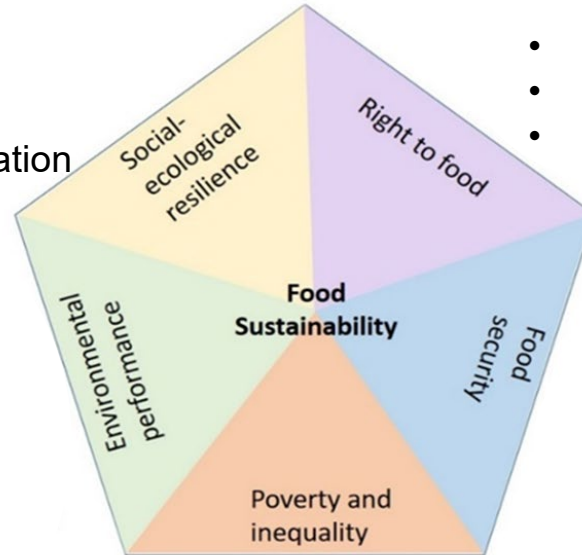 •
•
•
ation
Social-
ecological
resilience
Right to food
Food
Sustainability
Environmental
performance
Food
security
Poverty and
inequality